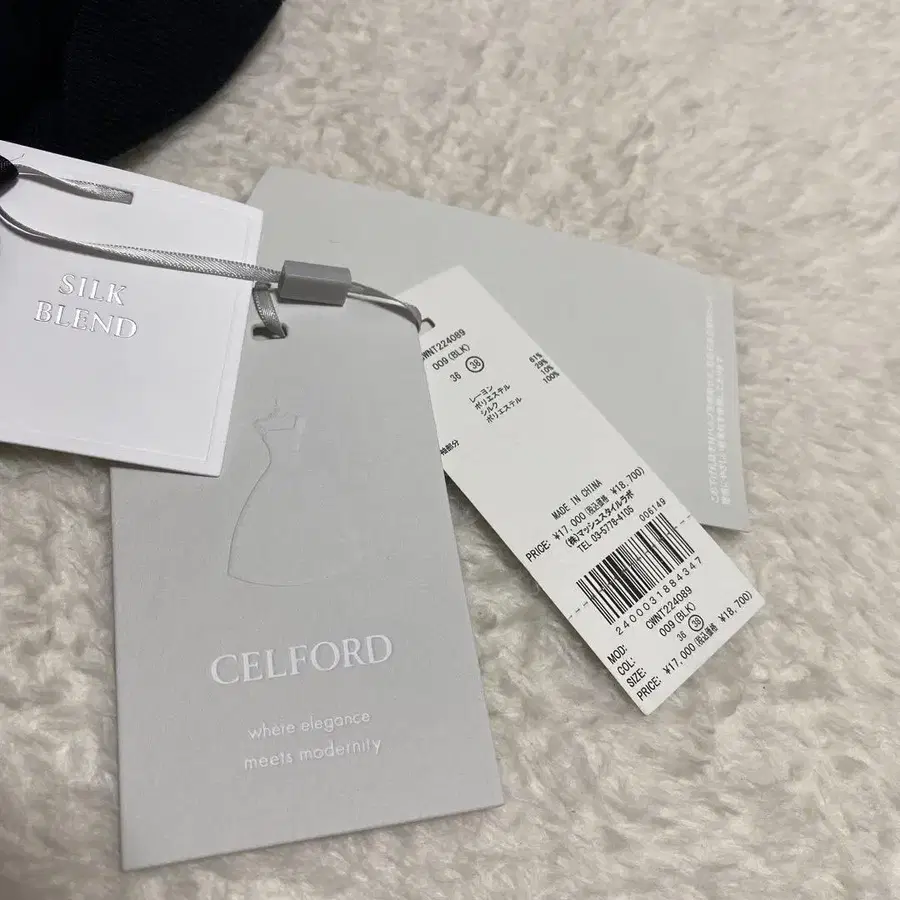 SILK
BLEND
CELFORD
where elegance
meets modernity
CWNT224089
009(BLK)
36 38
レーヨン 61%
ポリエステル 29%
シルク 10%
ポリエステル 100%
MADE IN CHINA
PRICE: ¥17,000(税込価格 ¥18,700)
(株)マッシュスタイルラボ
TEL 03-5778-4105
006149
2400031884347
MOD: CWNT224089
COL: 009(BLK)
SIZE: 36 38
PRICE: ¥17,000(税込価格 ¥18,700)